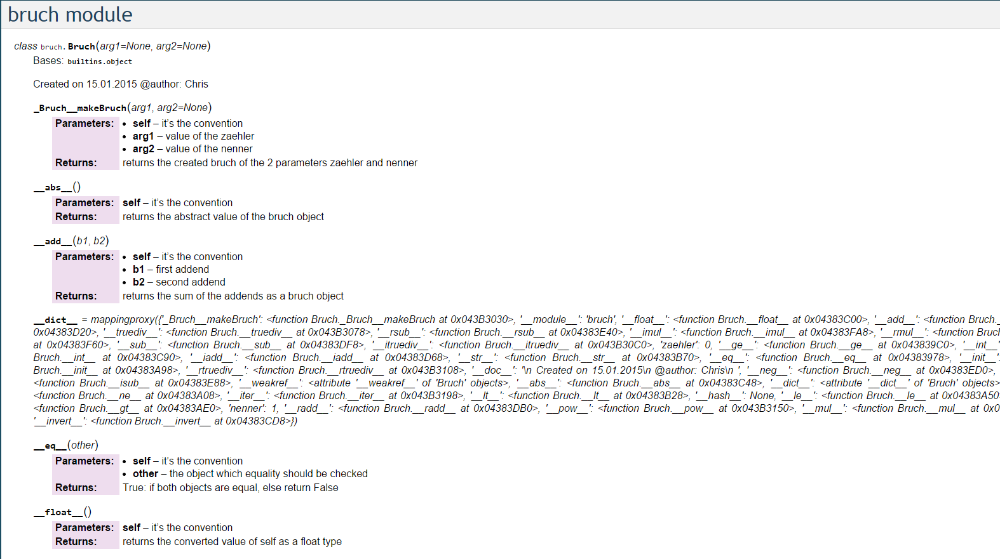 bruch module
class bruch.Bruch(arg1=None, arg2=None)
Bases: builtins.object
Created on 15.01.2015 @author: Chris
_Bruch__makeBruch(arg1, arg2=None)
Parameters: • self – it’s the convention
• arg1 – value of the zaehler
• arg2 – value of the nenner
Returns: returns the created bruch of the 2 parameters zaehler and nenner
__abs__()
Parameters: self – it’s the convention
Returns: returns the abstract value of the bruch object
__add__(b1, b2)
Parameters: • self – it’s the convention
• b1 – first addend
• b2 – second addend
Returns: returns the sum of the addends as a bruch object
__dict__ = mappingproxy({'_Bruch__makeBruch': <function Bruch._Bruch__makeBruch at 0x043B3030>, '__module__': 'bruch', '__float__': <function Bruch.__float__ at 0x04383C00>, '__add__': <function Bruch._
0x04383D20>, '__truediv__': <function Bruch.__truediv__ at 0x043B3078>, '__rsub__': <function Bruch.__rsub__ at 0x04383E40>, '__imul__': <function Bruch.__imul__ at 0x04383FA8>, '__rmul__': <function Bruch
at 0x04383F60>, '__sub__': <function Bruch.__sub__ at 0x04383DF8>, '__itruediv__': <function Bruch.__itruediv__ at 0x043B30C0, 'zaehler': 0, '__ge__': <function Bruch.__ge__ at 0x043839C0>, '__int__'
Bruch.__int__ at 0x04383C90>, '__iadd__': <function Bruch.__iadd__ at 0x04383D68>, '__str__': <function Bruch.__str__ at 0x04383B70>, '__eq__': <function Bruch.__eq__ at 0x04383978>, '__init__':
Bruch.__init__ at 0x04383A98>, '__rtruediv__': <function Bruch.__rtruediv__ at 0x043B3108>, '__doc__': '\n Created on 15.01.2015\n @author: Chris\n ', '__neg__': <function Bruch.__neg__ at 0x04383ED0>,
<function Bruch.__isub__ at 0x04383E88>, '__weakref__': <attribute '__weakref__' of 'Bruch' objects>, '__abs__': <function Bruch.__abs__ at 0x04383C48>, '__dict__': <attribute '__dict__' of 'Bruch' objects>
<function Bruch.__ne__ at 0x04383A08>, '__iter__': <function Bruch.__iter__ at 0x043B3198>, '__lt__': <function Bruch.__lt__ at 0x04383B28>, '__hash__': None, '__le__': <function Bruch.__le__ at 0x04383A50
<function Bruch.__gt__ at 0x04383AE0>, 'nenner': 1, '__radd__': <function Bruch.__radd__ at 0x04383DB0>, '__pow__': <function Bruch.__pow__ at 0x043B3150>, '__mul__': <function Bruch.__mul__ at 0x0
'__invert__': <function Bruch.__invert__ at 0x04383CD8>})
__eq__(other)
Parameters: • self – it’s the convention
• other – the object which equality should be checked
Returns: True: if both objects are equal, else return False
__float__()
Parameters: self – it’s the convention
Returns: returns the converted value of self as a float type